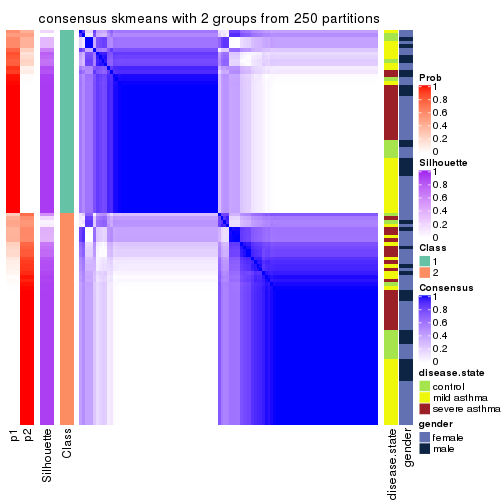 consensus skmeans with 2 groups from 250 partitions
Prob
1
0.8
0.6
0.4
0.2
0
Silhouette
1
0.8
0.6
0.4
0.2
0
Class
1
2
Consensus
1
0.8
0.6
0.4
0.2
0
disease.state
control
mild asthma
severe asthma
gender
female
male
p1
p2
Silhouette
Class
disease.state
gender